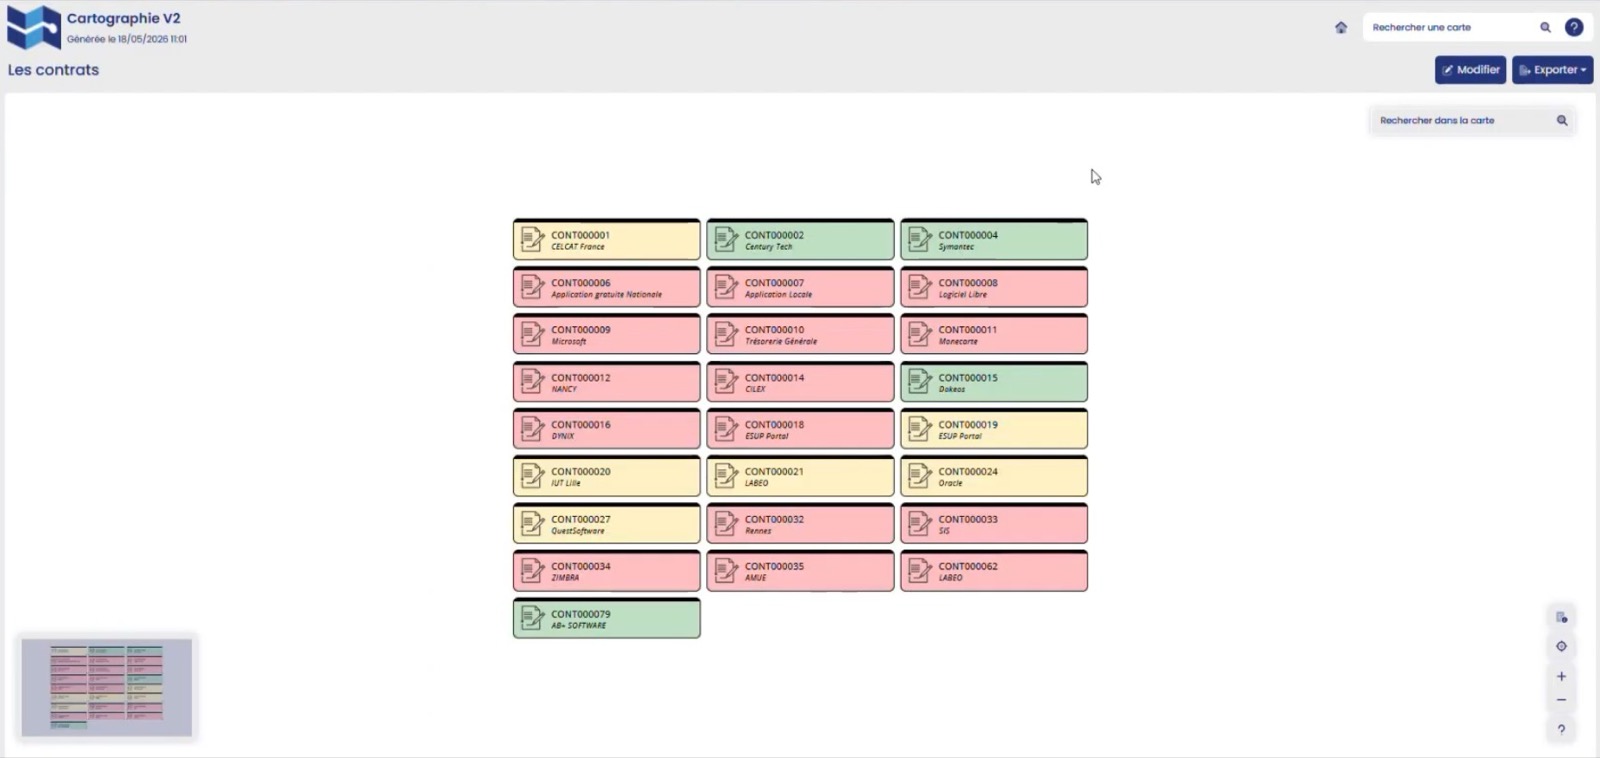 Cartographie V2
Générée le 18/05/2026 11:01
Rechercher une carte
?
Les contrats
Modifier
Exporter
Rechercher dans la carte
CONT000001
CELCAT France
CONT000002
Century Tech
CONT000004
Symantec
CONT000006
Application gratuite Nationale
CONT000007
Application Locale
CONT000008
Logiciel Libre
CONT000009
Microsoft
CONT000010
Trésorerie Générale
CONT000011
Monecarte
CONT000012
NANCY
CONT000014
CILEX
CONT000015
Dokeos
CONT000016
DYNIX
CONT000018
ESUP Portal
CONT000019
ESUP Portal
CONT000020
IUT Lille
CONT000021
LABEO
CONT000024
Oracle
CONT000027
QuestSoftware
CONT000032
Rennes
CONT000033
SIS
CONT000034
ZIMBRA
CONT000035
AMUE
CONT000062
LABEO
CONT000079
AB+ SOFTWARE
+
−
?